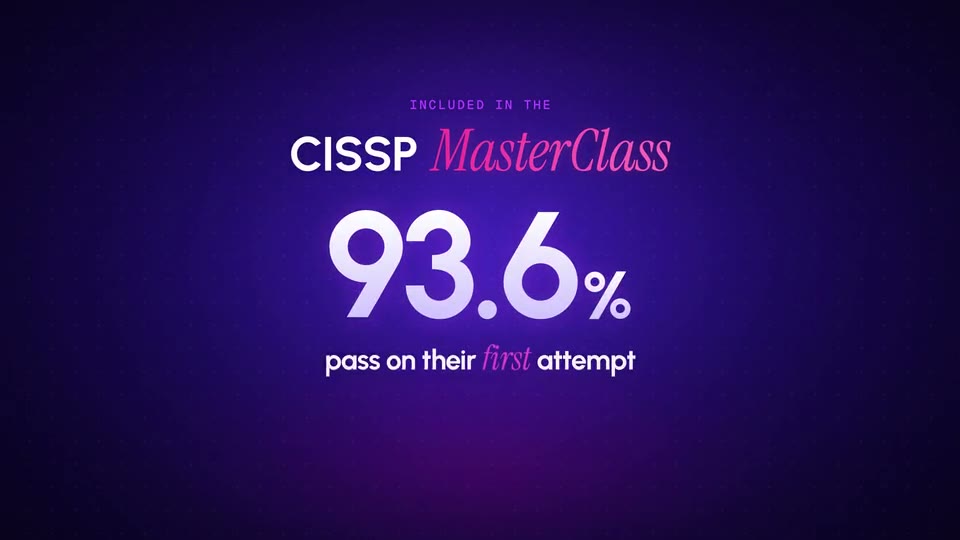 INCLUDED IN THE
CISSP MasterClass
93.6%
pass on their first attempt